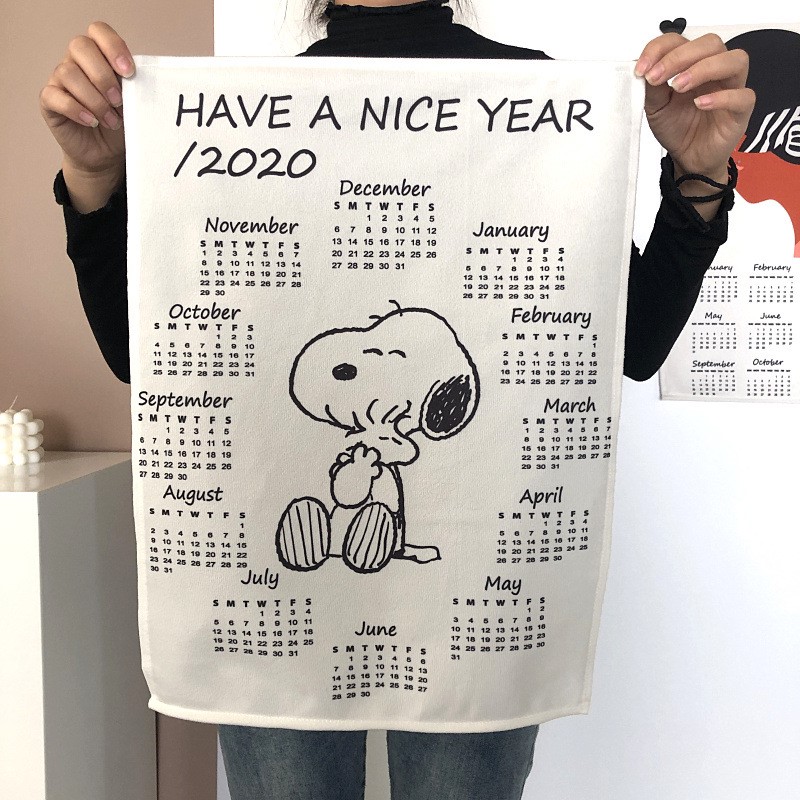 HAVE A NICE YEAR
/2020
December
S M T W T F S
1 2 3 4 5
6 7 8 9 10 11 12
13 14 15 16 17 18 19
20 21 22 23 24 25 26
27 28 29 30 31
November
S M T W T F S
1 2 3 4 5 6 7
8 9 10 11 12 13 14
15 16 17 18 19 20 21
22 23 24 25 26 27 28
29 30
January
S M T W T F S
1 2 3 4
5 6 7 8 9 10 11
12 13 14 15 16 17 18
19 20 21 22 23 24 25
26 27 28 29 30 31
October
S M T W T F S
1 2 3
4 5 6 7 8 9 10
11 12 13 14 15 16 17
18 19 20 21 22 23 24
25 26 27 28 29 30 31
February
S M T W T F S
1
2 3 4 5 6 7 8
9 10 11 12 13 14 15
16 17 18 19 20 21 22
23 24 25 26 27 28 29
September
S M T W T F S
1 2 3 4 5
6 7 8 9 10 11 12
13 14 15 16 17 18 19
20 21 22 23 24 25 26
27 28 29 30
March
S M T W T F S
1 2 3 4 5 6 7
8 9 10 11 12 13 14
15 16 17 18 19 20 21
22 23 24 25 26 27 28
29 30 31
August
S M T W T F S
1
2 3 4 5 6 7 8
9 10 11 12 13 14 15
16 17 18 19 20 21 22
23 24 25 26 27 28 29
30 31
April
S M T W T F S
1 2 3 4
5 6 7 8 9 10 11
12 13 14 15 16 17 18
19 20 21 22 23 24 25
26 27 28 29 30
July
S M T W T F S
1 2 3 4
5 6 7 8 9 10 11
12 13 14 15 16 17 18
19 20 21 22 23 24 25
26 27 28 29 30 31
May
S M T W T F S
1 2
3 4 5 6 7 8 9
10 11 12 13 14 15 16
17 18 19 20 21 22 23
24 25 26 27 28 29 30
31
June
S M T W T F S
1 2 3 4 5 6
7 8 9 10 11 12 13
14 15 16 17 18 19 20
21 22 23 24 25 26 27
28 29 30
nuary February
May June
September October